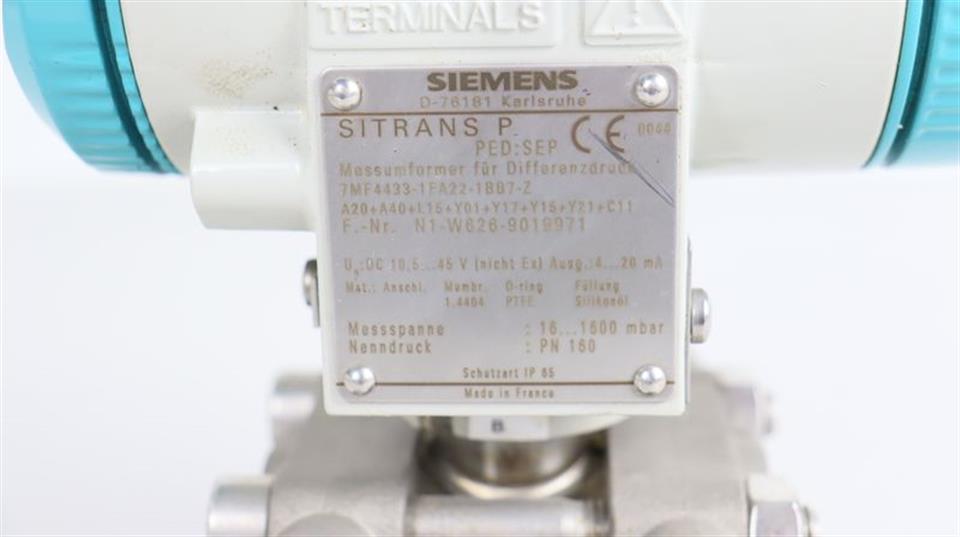 TERMINALS
SIEMENS
D-76181 Karlsruhe
SITRANS P CE 0044
PED:SEP
Messumformer für Differenzdruck
7MF4433-1FA22-1BB7-Z
A20+A40+L15+Y01+Y17+Y15+Y21+C11
F.-Nr. N1-W626-9019971
UH:DC 10,5...45 V (nicht Ex) Ausg.:4...20 mA
Mat.: Anschl. Membr. O-ring Füllung
1.4404 PTFE Silikonöl
Messspanne : 16...1600 mbar
Nenndruck : PN 160
Schutzart IP 65
Made in France
B